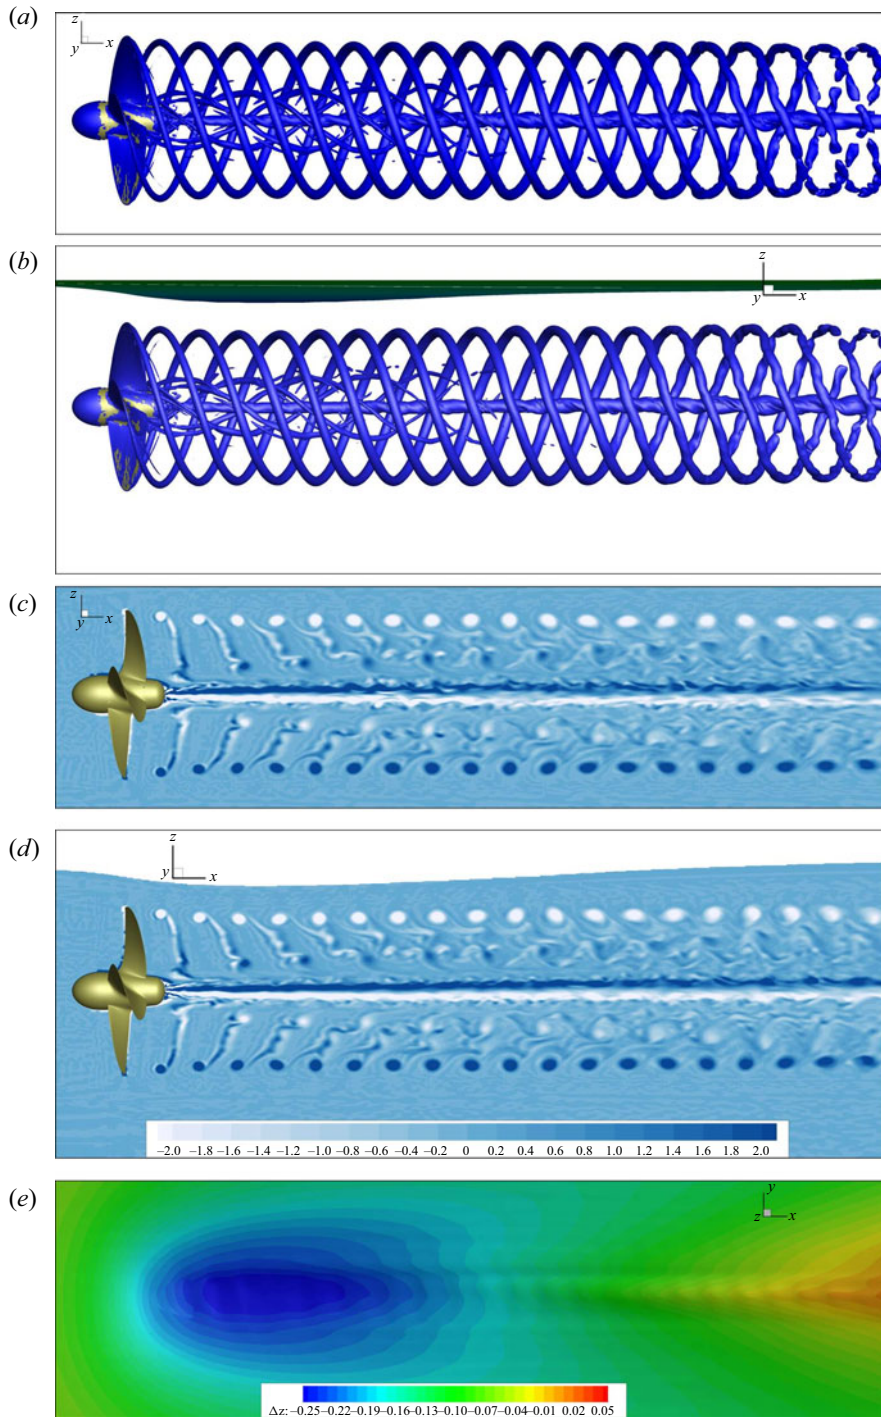 (a)
z
y x
(b)
z
y x
(c)
z
y x
(d)
z
y x
−2.0 −1.8 −1.6 −1.4 −1.2 −1.0 −0.8 −0.6 −0.4 −0.2 0 0.2 0.4 0.6 0.8 1.0 1.2 1.4 1.6 1.8 2.0
(e)
y
z x
Δz: −0.25 −0.22 −0.19 −0.16 −0.13 −0.10 −0.07 −0.04 −0.01 0.02 0.05